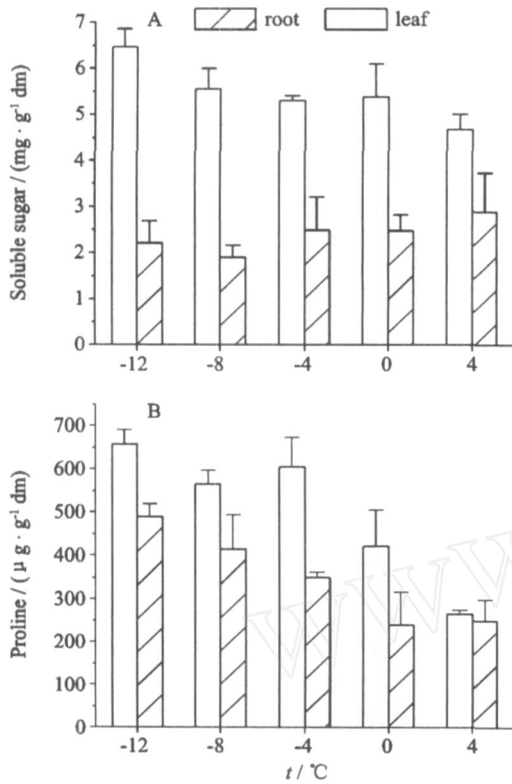 A root leaf
Soluble sugar / (mg · g⁻¹ dm)
7
6
5
4
3
2
1
0
-12 -8 -4 0 4
B
Proline / ( μ g · g⁻¹ dm)
700
600
500
400
300
200
100
0
-12 -8 -4 0 4
t / ℃
WWW